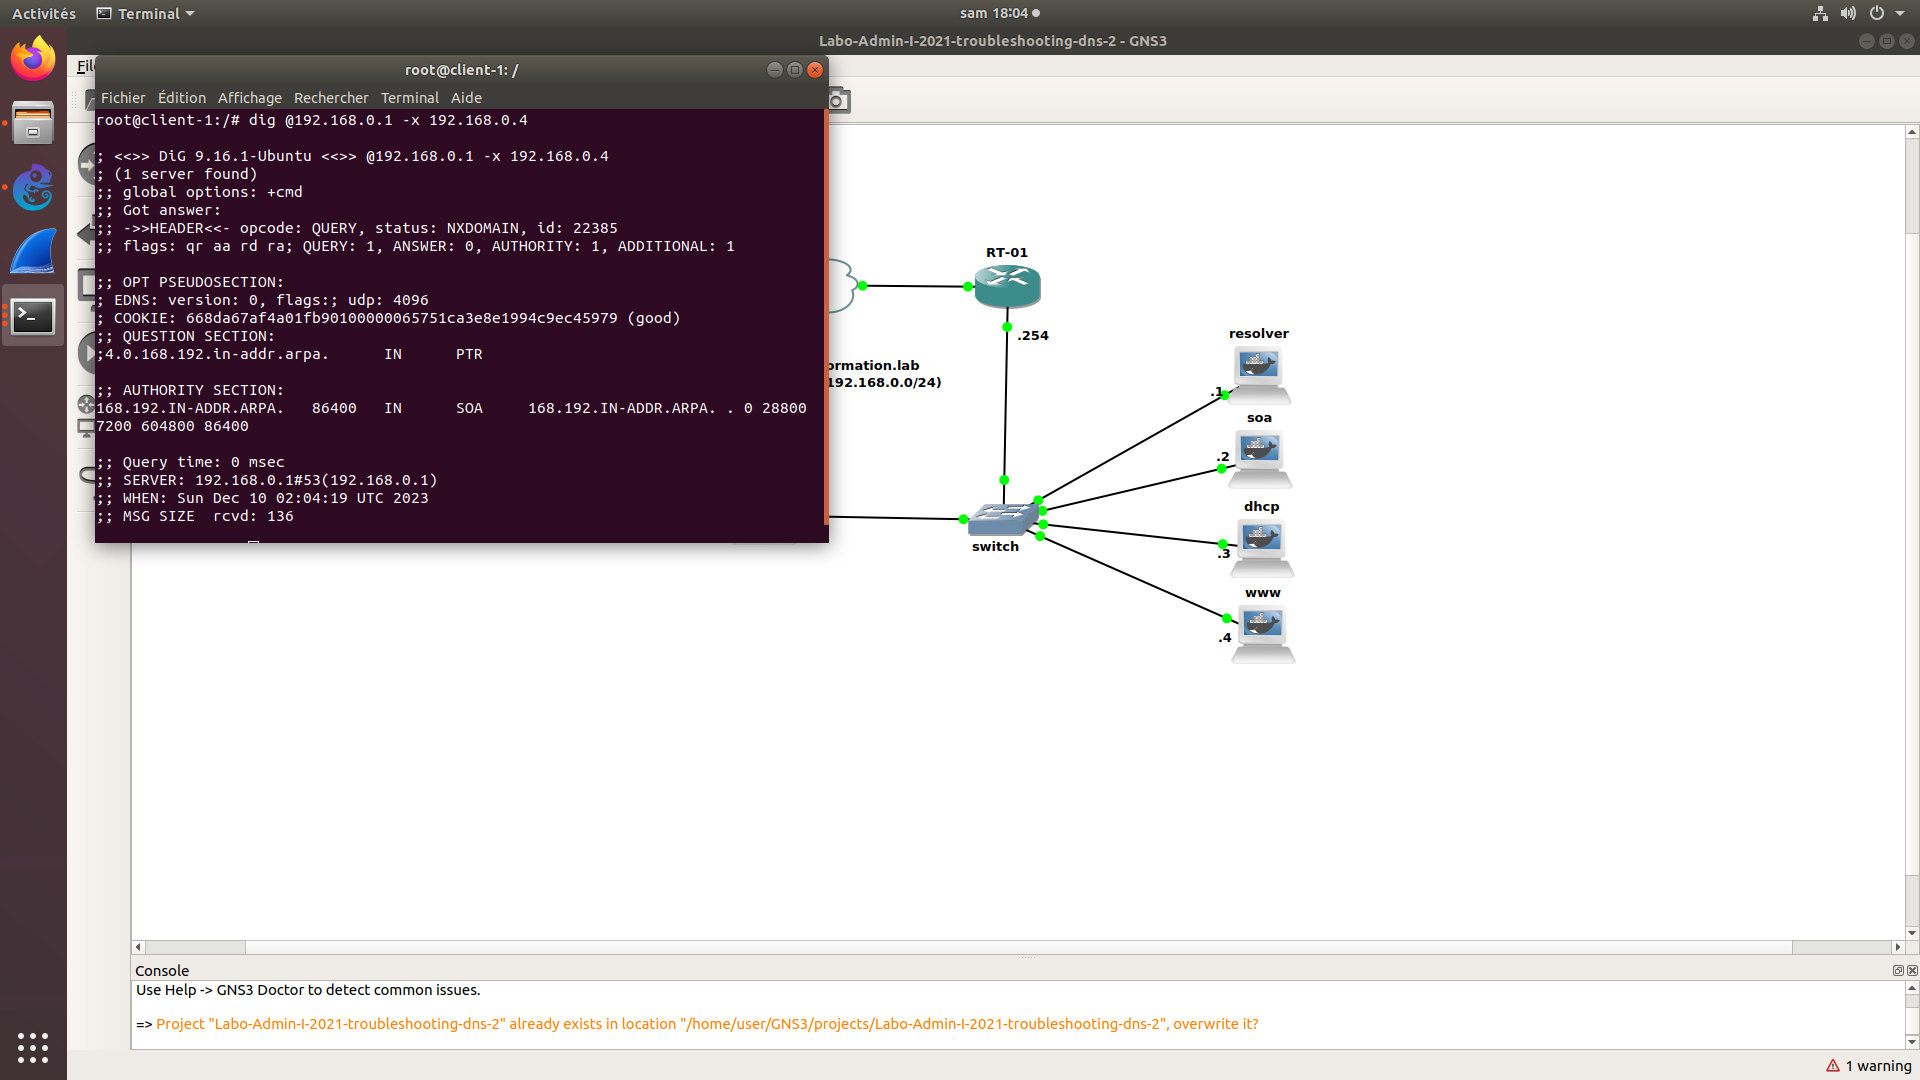 Activités
Terminal
sam 18:04
Labo-Admin-I-2021-troubleshooting-dns-2 - GNS3
root@client-1: /
Fichier Édition Affichage Rechercher Terminal Aide
root@client-1:/# dig @192.168.0.1 -x 192.168.0.4
; <<>> DiG 9.16.1-Ubuntu <<>> @192.168.0.1 -x 192.168.0.4
; (1 server found)
;; global options: +cmd
;; Got answer:
;; ->>HEADER<<- opcode: QUERY, status: NXDOMAIN, id: 22385
;; flags: qr aa rd ra; QUERY: 1, ANSWER: 0, AUTHORITY: 1, ADDITIONAL: 1
;; OPT PSEUDOSECTION:
; EDNS: version: 0, flags:; udp: 4096
; COOKIE: 668da67af4a01fb90100000065751ca3e8e1994c9ec45979 (good)
;; QUESTION SECTION:
;4.0.168.192.in-addr.arpa. IN PTR
;; AUTHORITY SECTION:
168.192.IN-ADDR.ARPA. 86400 IN SOA 168.192.IN-ADDR.ARPA. . 0 28800
7200 604800 86400
;; Query time: 0 msec
;; SERVER: 192.168.0.1#53(192.168.0.1)
;; WHEN: Sun Dec 10 02:04:19 UTC 2023
;; MSG SIZE rcvd: 136
RT-01
.254
ormation.lab
192.168.0.0/24)
resolver
.1
soa
.2
dhcp
.3
www
.4
switch
Console
Use Help -> GNS3 Doctor to detect common issues.
=> Project "Labo-Admin-I-2021-troubleshooting-dns-2" already exists in location "/home/user/GNS3/projects/Labo-Admin-I-2021-troubleshooting-dns-2", overwrite it?
1 warning